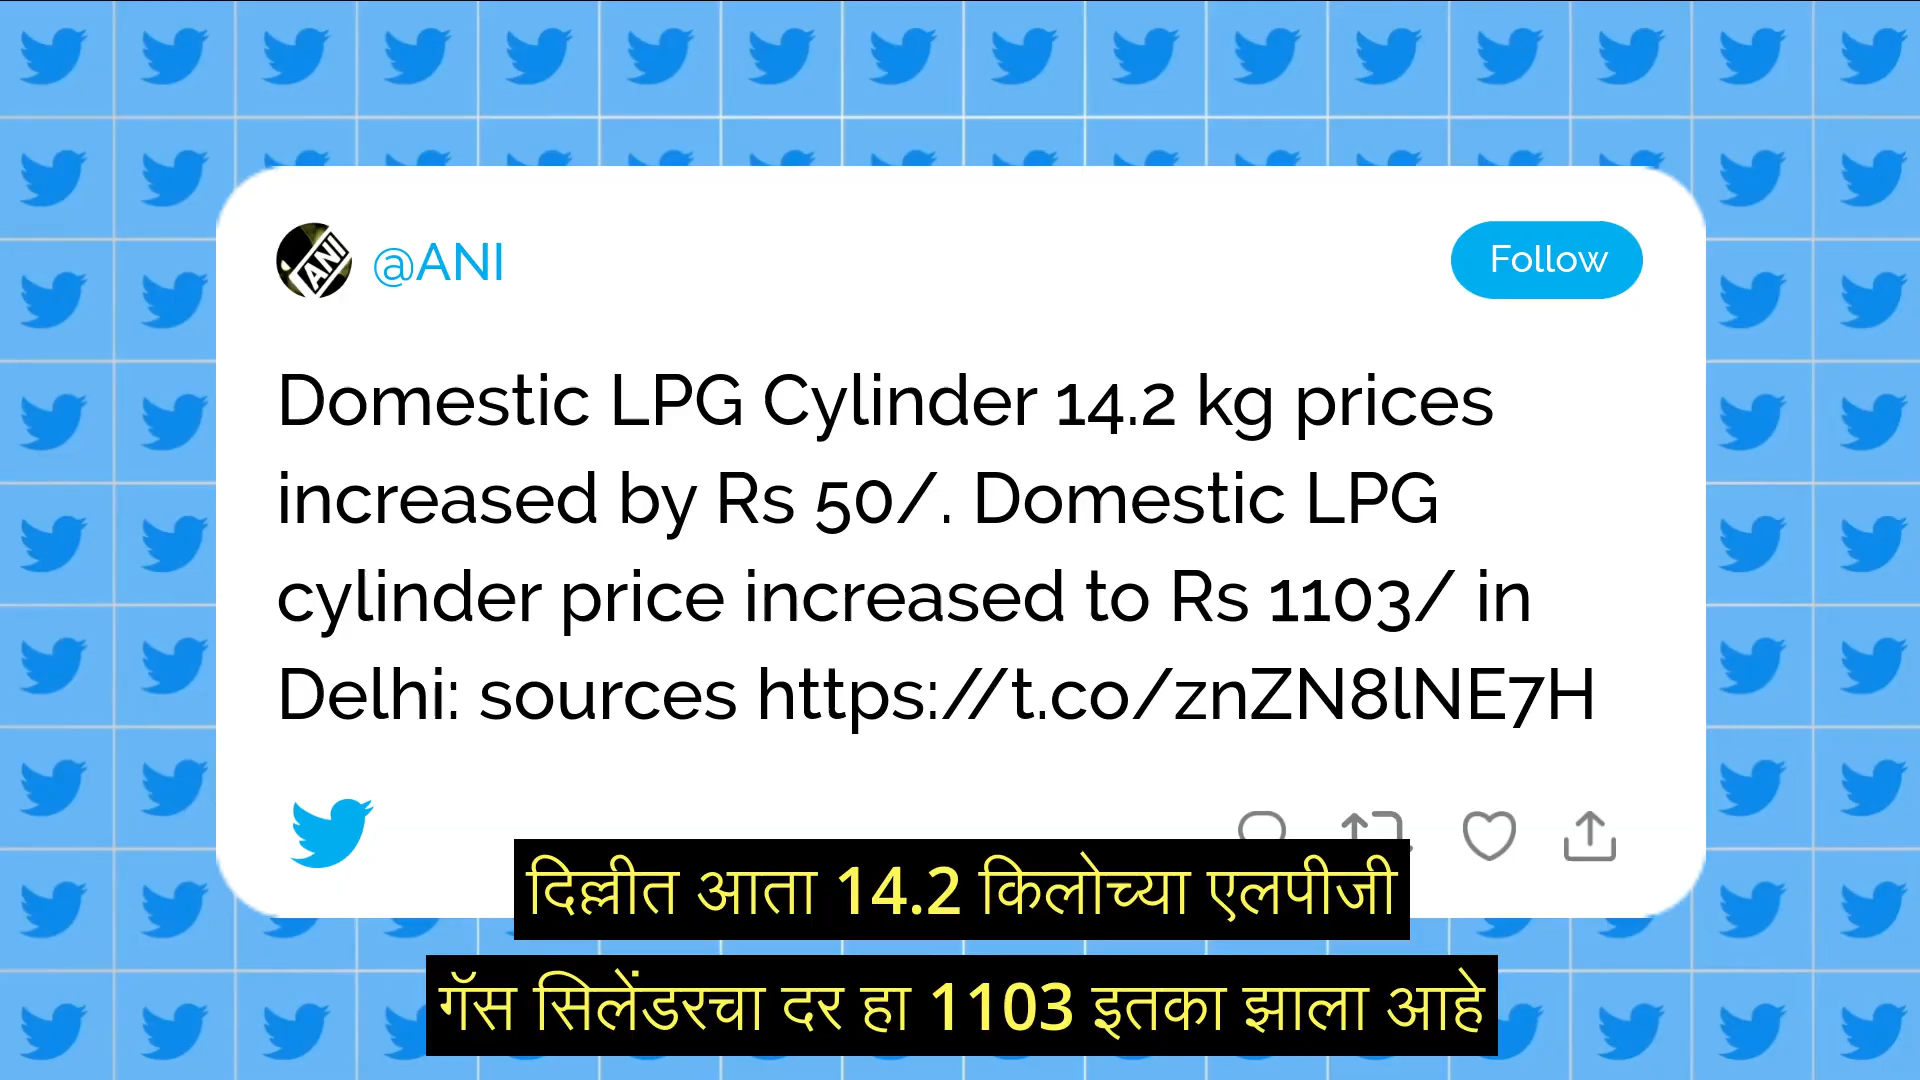 ANI
@ANI
Follow
Domestic LPG Cylinder 14.2 kg prices
increased by Rs 50/. Domestic LPG
cylinder price increased to Rs 1103/ in
Delhi: sources https://t.co/znZN8lNE7H
दिल्लीत आता 14.2 किलोच्या एलपीजी
गॅस सिलेंडरचा दर हा 1103 इतका झाला आहे